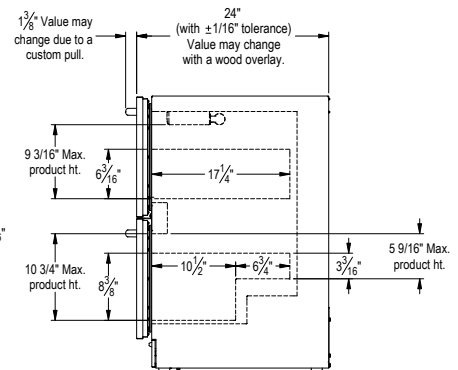 1 3/8" Value may
change due to a
custom pull.
24"
(with ±1/16" tolerance)
Value may change
with a wood overlay.
9 3/16" Max.
product ht.
6 3/16"
17 1/4"
10 3/4" Max.
product ht.
8 3/8"
10 1/2"
6 3/4"
3 3/16"
5 9/16" Max.
product ht.